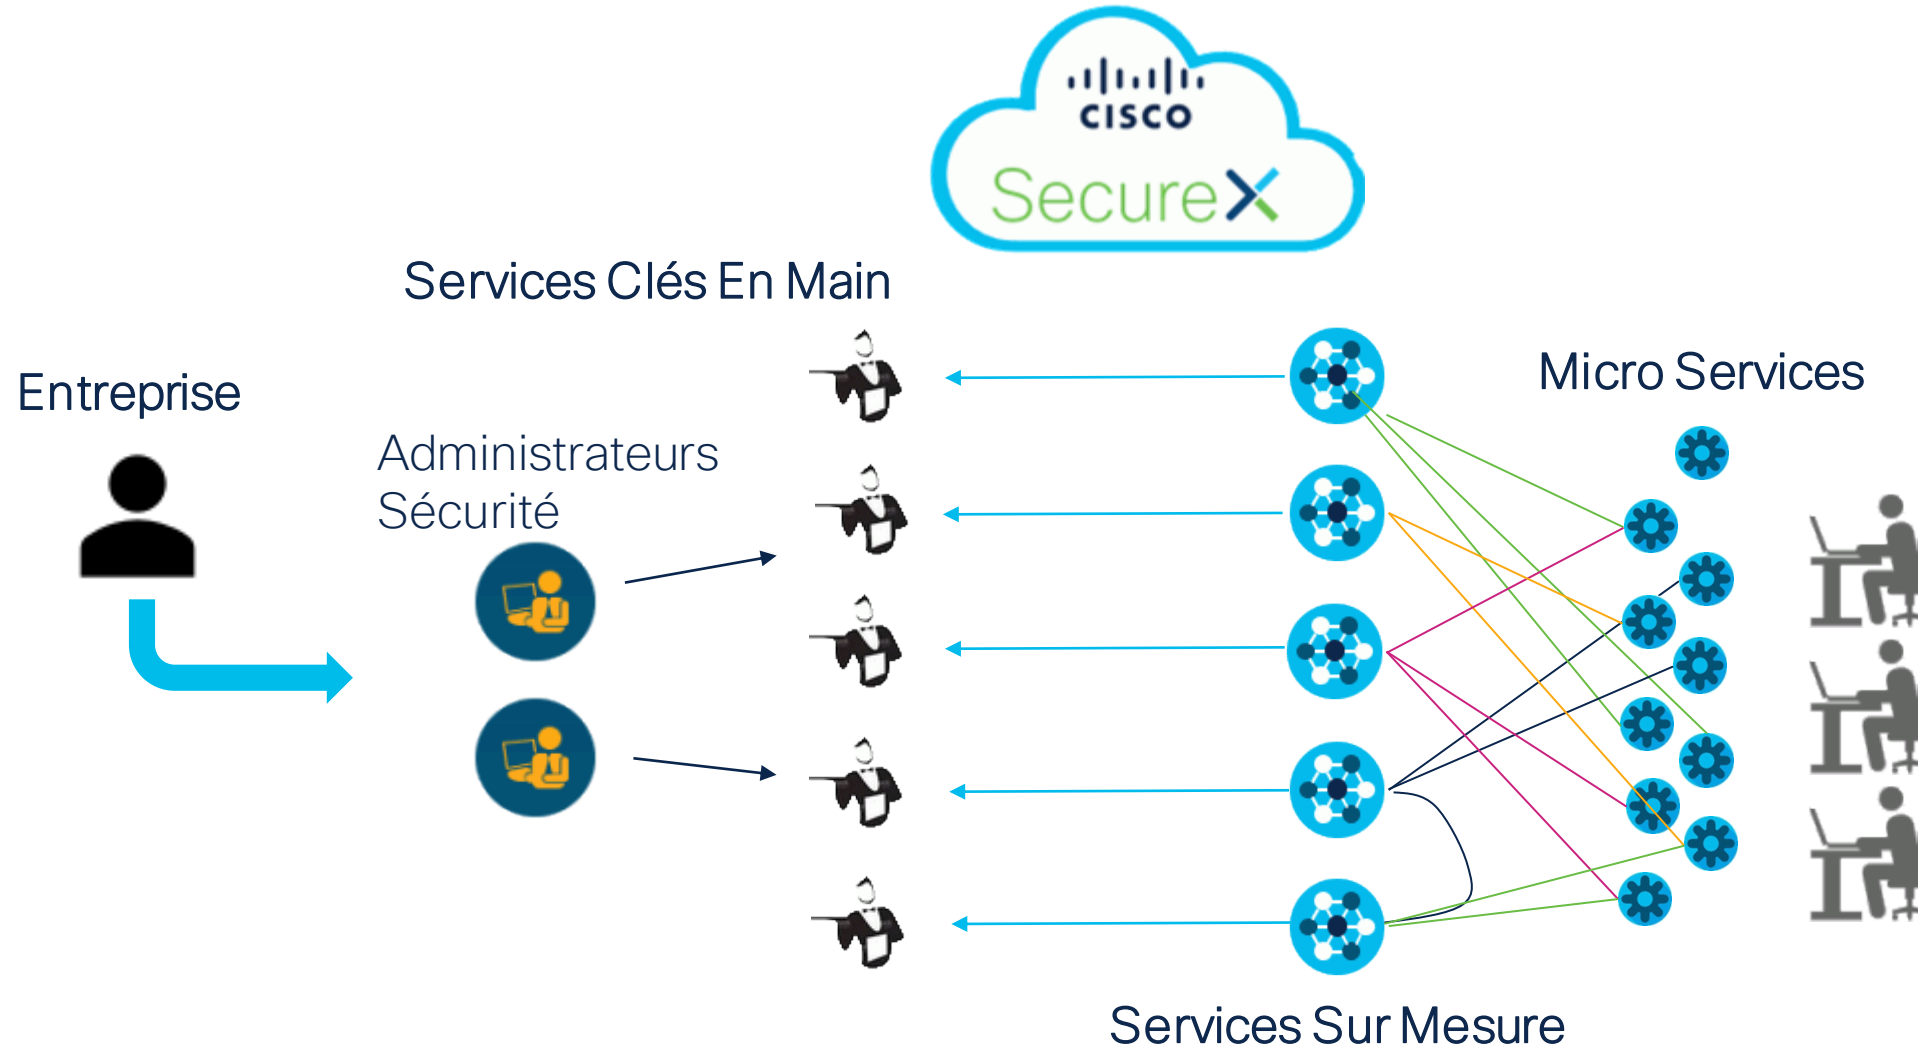 CISCO
SecureX
Services Clés En Main
Entreprise
Micro Services
Administrateurs
Sécurité
Services Sur Mesure